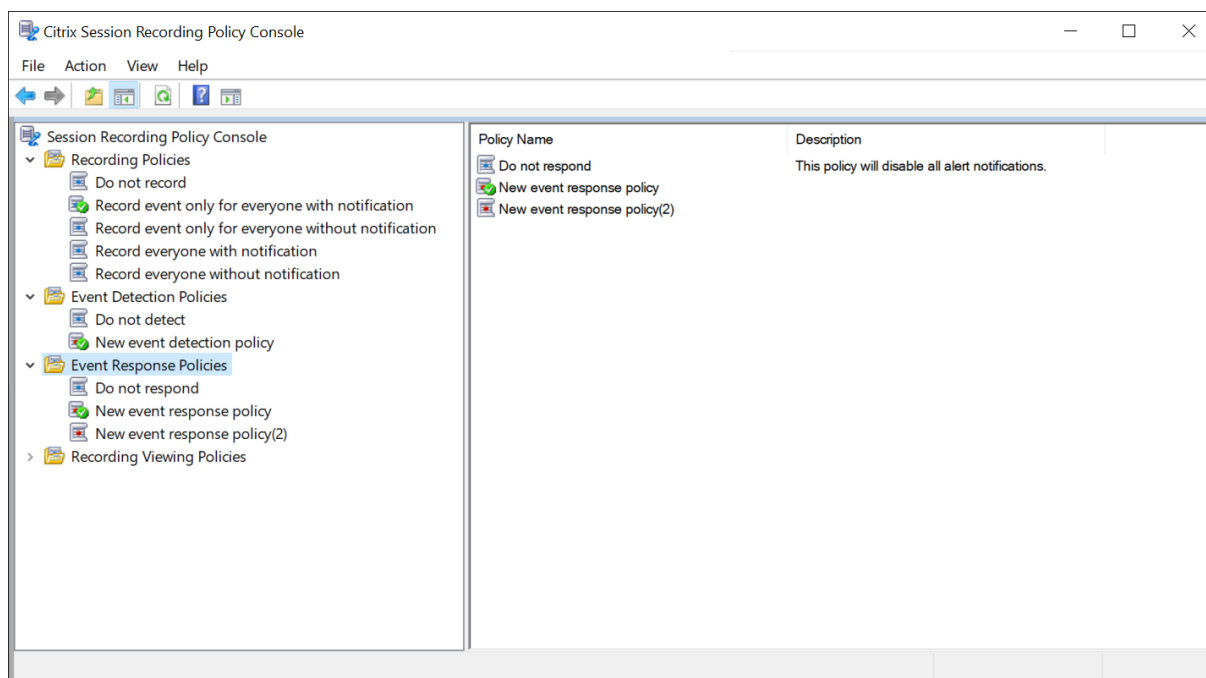 Citrix Session Recording Policy Console
File Action View Help
Session Recording Policy Console
Recording Policies
Do not record
Record event only for everyone with notification
Record event only for everyone without notification
Record everyone with notification
Record everyone without notification
Event Detection Policies
Do not detect
New event detection policy
Event Response Policies
Do not respond
New event response policy
New event response policy(2)
Recording Viewing Policies
Policy Name Description
Do not respond This policy will disable all alert notifications.
New event response policy
New event response policy(2)